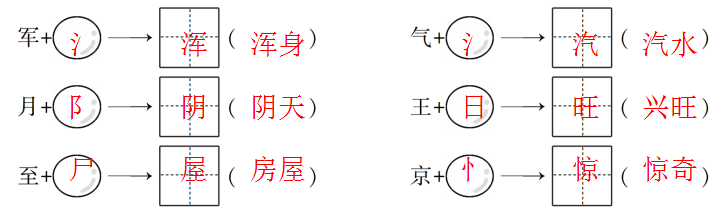 军+氵→浑(浑身) 气+氵→汽(汽水)
月+阝→阴(阴天) 王+日→旺(兴旺)
至+尸→屋(房屋) 京+忄→惊(惊奇)